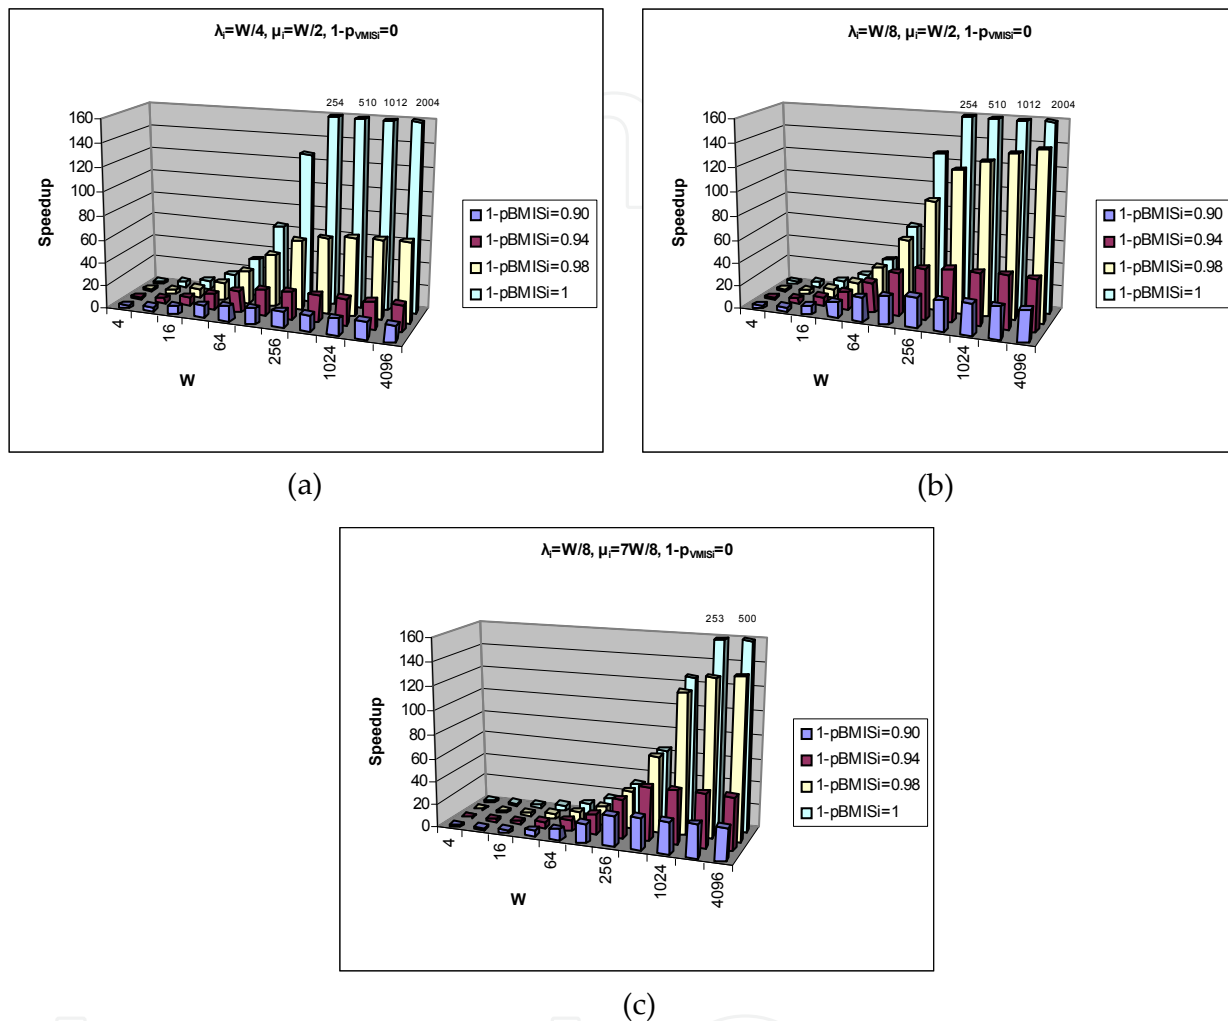 λi=W/4, μi=W/2, 1-pVMISi=0
254 510 1012 2004
160
140
120
100
80
60
40
20
0
Speedup
4 16 64 256 1024 4096
W
1-pBMISi=0.90
1-pBMISi=0.94
1-pBMISi=0.98
1-pBMISi=1
(a)
λi=W/8, μi=W/2, 1-pVMISi=0
254 510 1012 2004
160
140
120
100
80
60
40
20
0
Speedup
4 16 64 256 1024 4096
W
1-pBMISi=0.90
1-pBMISi=0.94
1-pBMISi=0.98
1-pBMISi=1
(b)
λi=W/8, μi=7W/8, 1-pVMISi=0
253 500
160
140
120
100
80
60
40
20
0
Speedup
4 16 64 256 1024 4096
W
1-pBMISi=0.90
1-pBMISi=0.94
1-pBMISi=0.98
1-pBMISi=1
(c)